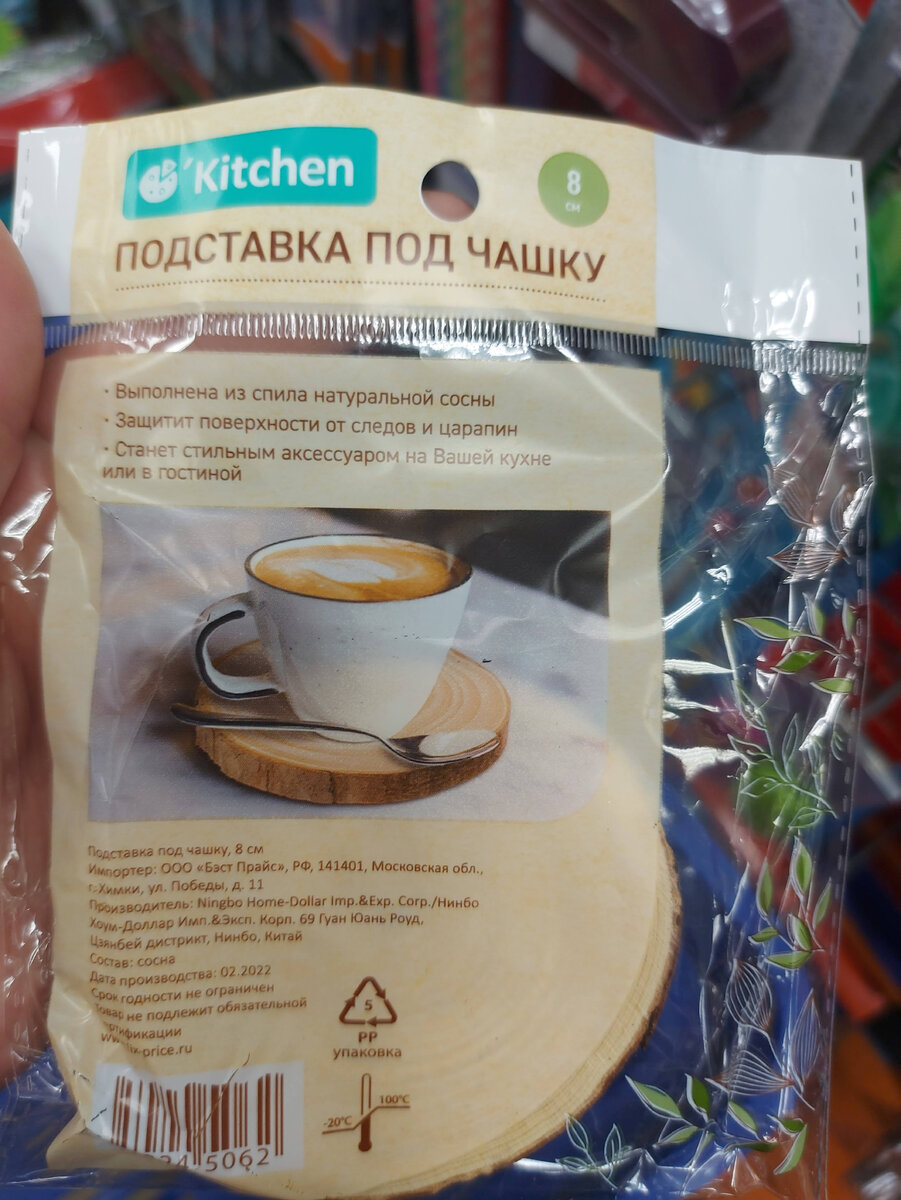 'Kitchen
8
см
ПОДСТАВКА ПОД ЧАШКУ
· Выполнена из спила натуральной сосны
· Защитит поверхности от следов и царапин
· Станет стильным аксессуаром на Вашей кухне
или в гостиной
Подставка под чашку, 8 см
Импортер: ООО «Бэст Прайс», РФ, 141401, Московская обл.,
г. Химки, ул. Победы, д. 11
Производитель: Ningbo Home-Dollar Imp.&Exp. Corp./Нинбо
Хоум-Доллар Имп.&Эксп. Корп. 69 Гуан Юань Роуд,
Цзянбей дистрикт, Нинбо, Китай
Состав: сосна
Дата производства: 02.2022
Срок годности не ограничен
Товар не подлежит обязательной
5
PP
упаковка
100°C
-20°C
5062